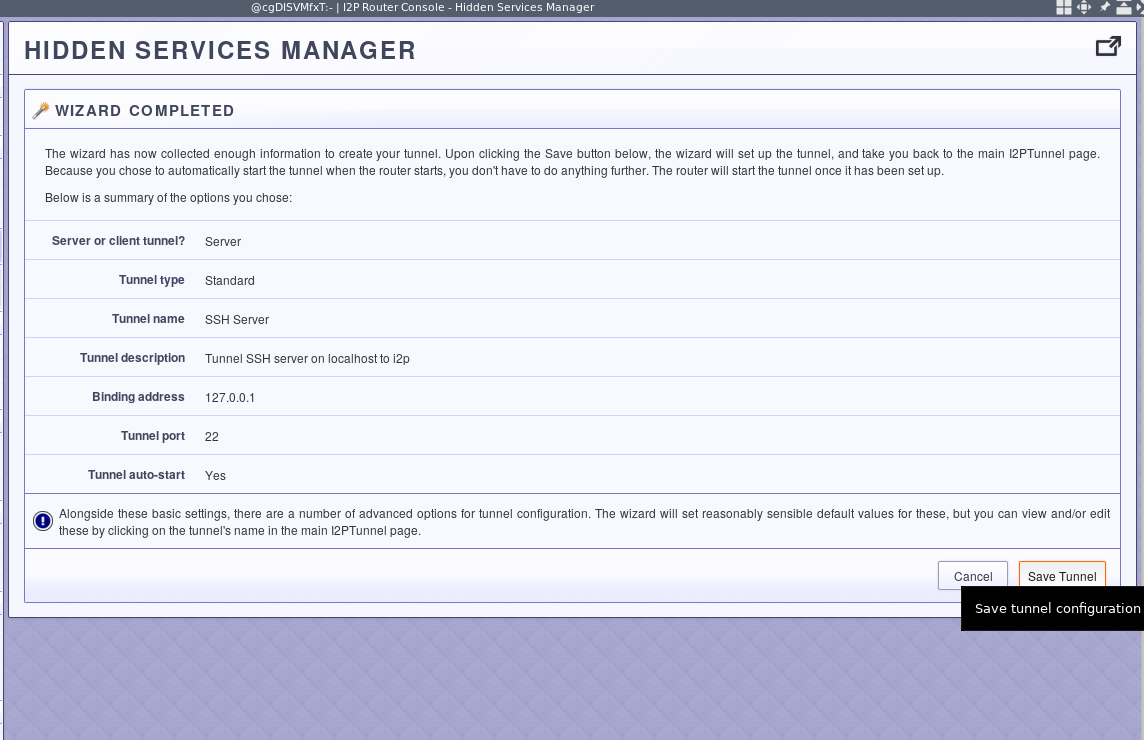 @cgDISVMfxT:- | I2P Router Console - Hidden Services Manager
HIDDEN SERVICES MANAGER
WIZARD COMPLETED
The wizard has now collected enough information to create your tunnel. Upon clicking the Save button below, the wizard will set up the tunnel, and take you back to the main I2PTunnel page.
Because you chose to automatically start the tunnel when the router starts, you don't have to do anything further. The router will start the tunnel once it has been set up.
Below is a summary of the options you chose:
Server or client tunnel? Server
Tunnel type Standard
Tunnel name SSH Server
Tunnel description Tunnel SSH server on localhost to i2p
Binding address 127.0.0.1
Tunnel port 22
Tunnel auto-start Yes
Alongside these basic settings, there are a number of advanced options for tunnel configuration. The wizard will set reasonably sensible default values for these, but you can view and/or edit
these by clicking on the tunnel's name in the main I2PTunnel page.
Cancel Save Tunnel
Save tunnel configuration